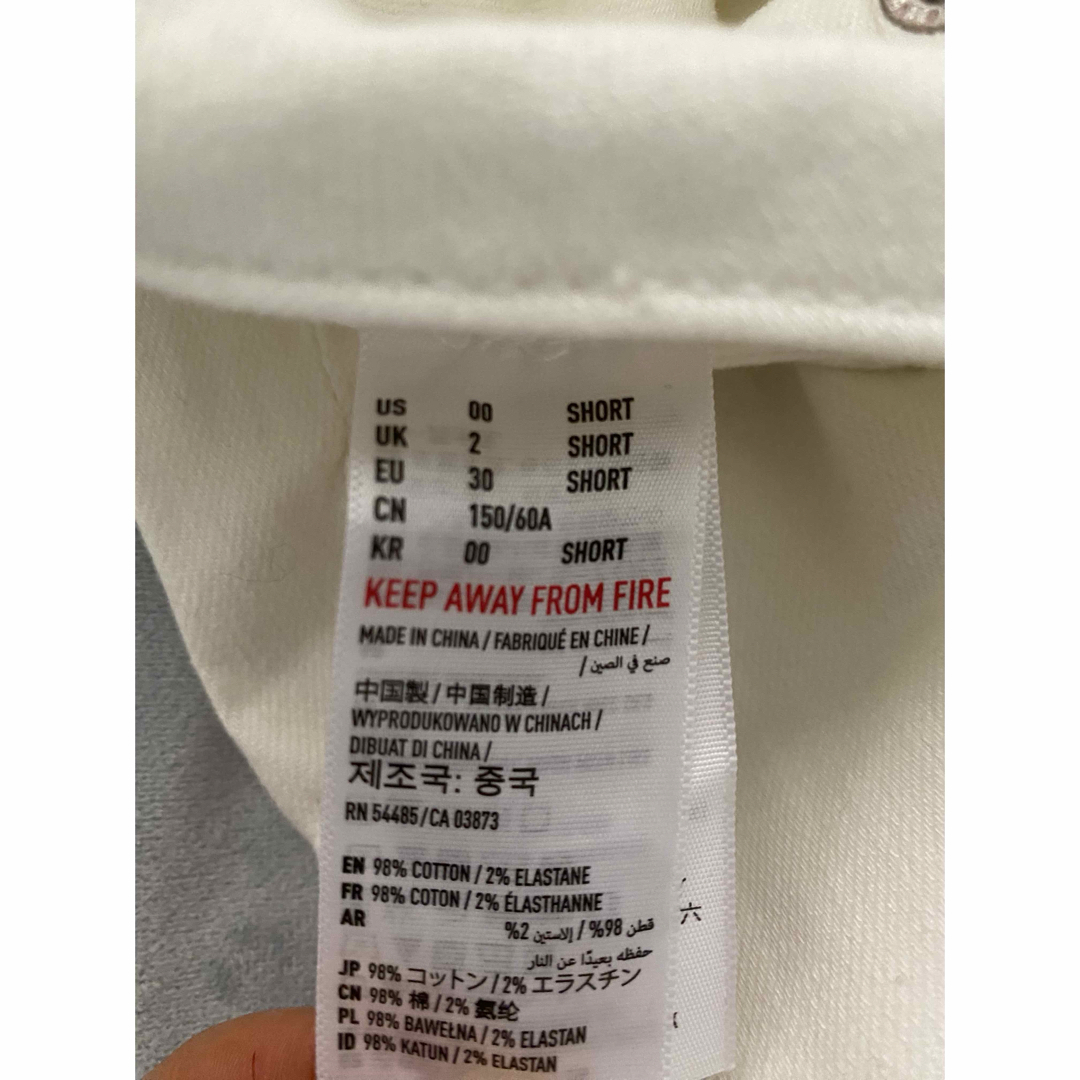 US 00 SHORT
UK 2 SHORT
EU 30 SHORT
CN 150/60A
KR 00 SHORT
KEEP AWAY FROM FIRE
MADE IN CHINA / FABRIQUÉ EN CHINE /
صنع في الصين /
中国製 / 中国制造 /
WYPRODUKOWANO W CHINACH /
DIBUAT DI CHINA /
제조국: 중국
RN 54485/CA 03873
EN 98% COTTON / 2% ELASTANE
FR 98% COTON / 2% ÉLASTHANNE
AR قطن 98% / إلاستين 2%
حفظه بعيدًا عن النار
JP 98% コットン / 2% エラスチン
CN 98% 棉 / 2% 氨纶
PL 98% BAWEŁNA / 2% ELASTAN
ID 98% KATUN / 2% ELASTAN
六